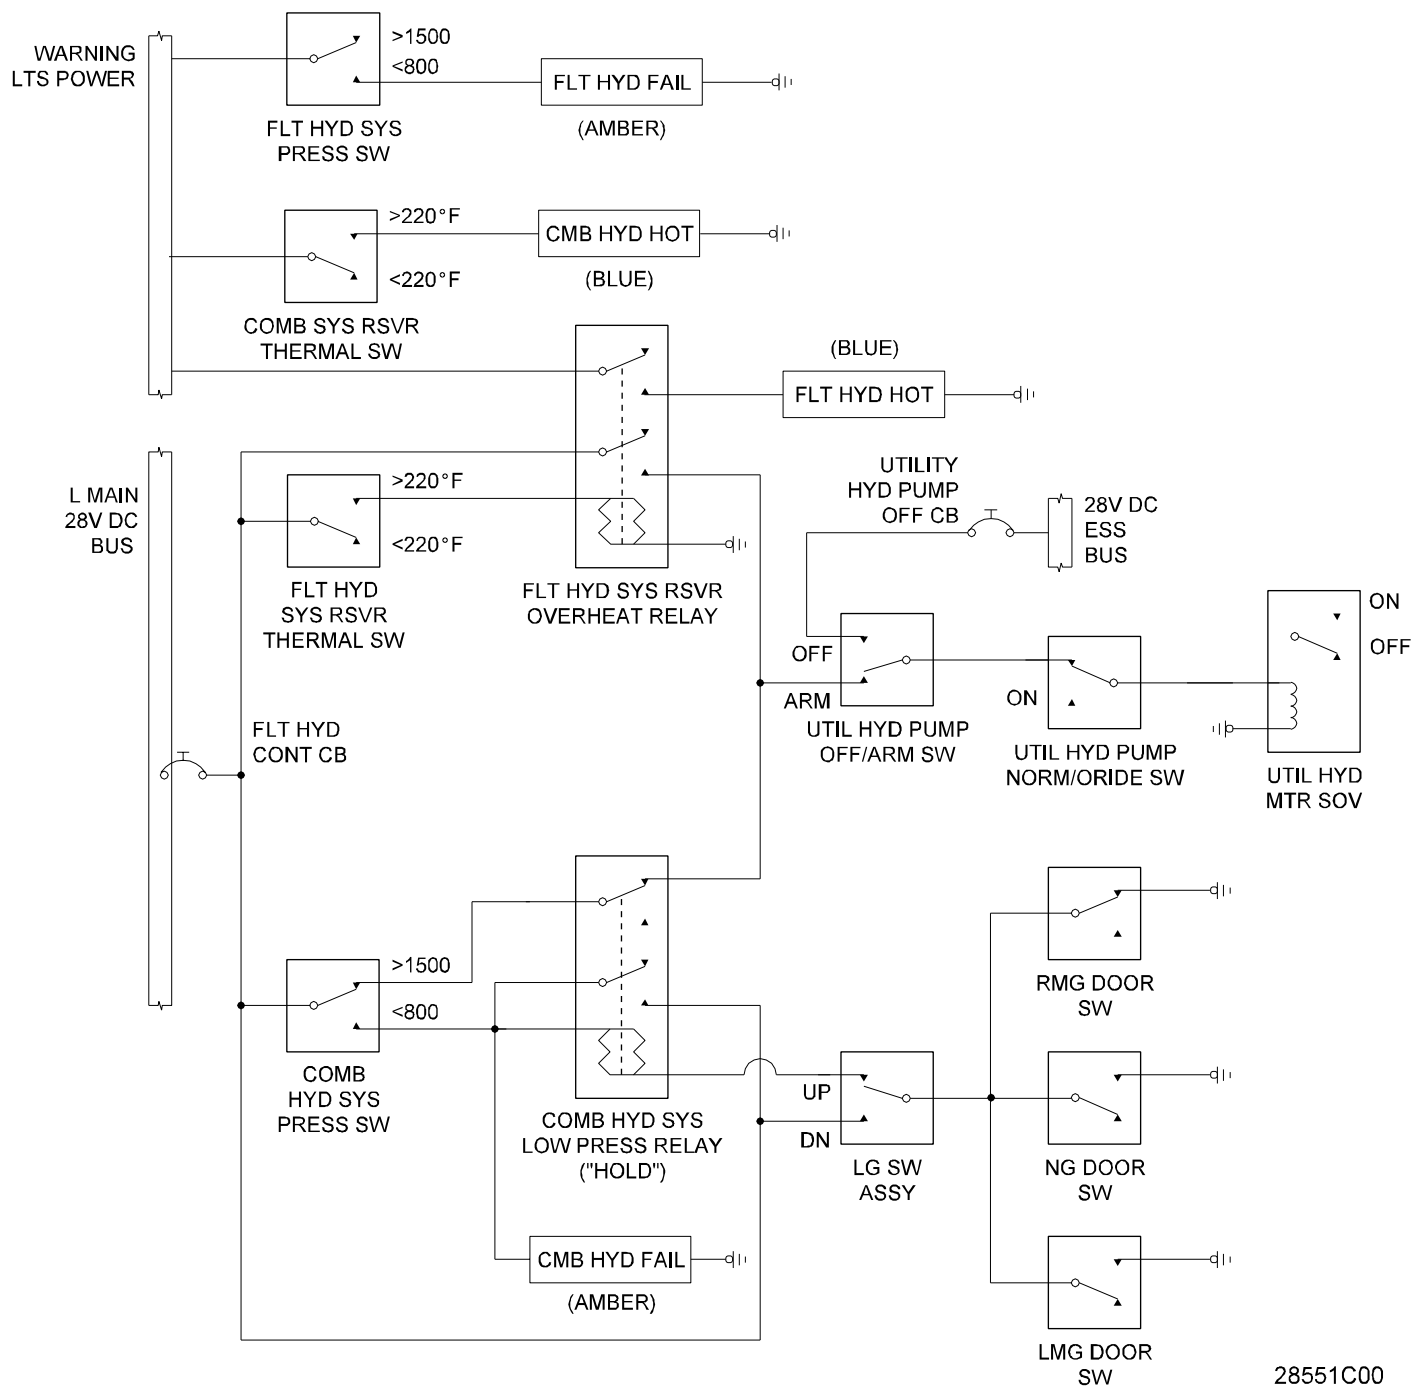 WARNING
LTS POWER
>1500
<800
FLT HYD FAIL
(AMBER)
FLT HYD SYS
PRESS SW
>220°F
<220°F
CMB HYD HOT
(BLUE)
COMB SYS RSVR
THERMAL SW
(BLUE)
FLT HYD HOT
L MAIN
28V DC
BUS
>220°F
<220°F
FLT HYD
SYS RSVR
THERMAL SW
FLT HYD SYS RSVR
OVERHEAT RELAY
UTILITY
HYD PUMP
OFF CB
28V DC
ESS
BUS
OFF
ARM
UTIL HYD PUMP
OFF/ARM SW
ON
UTIL HYD PUMP
NORM/ORIDE SW
ON
OFF
UTIL HYD
MTR SOV
FLT HYD
CONT CB
>1500
<800
COMB
HYD SYS
PRESS SW
COMB HYD SYS
LOW PRESS RELAY
("HOLD")
CMB HYD FAIL
(AMBER)
UP
DN
LG SW
ASSY
RMG DOOR
SW
NG DOOR
SW
LMG DOOR
SW
28551C00